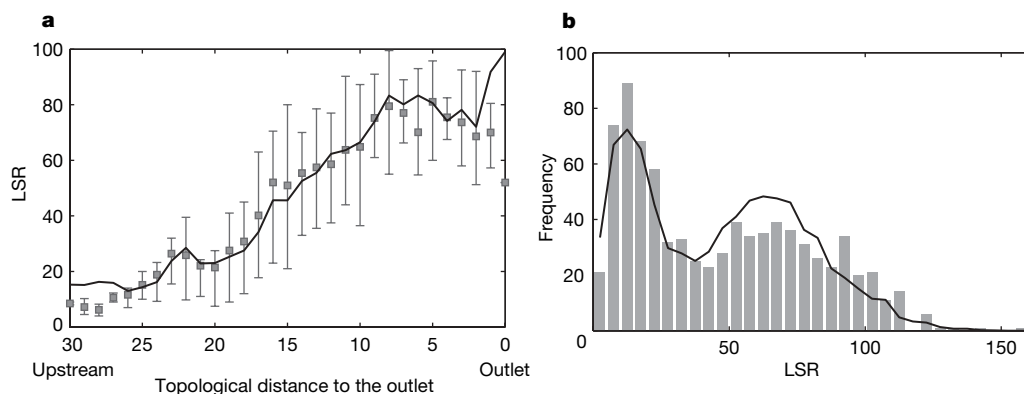 a
100
80
60
40
20
0
LSR
30 25 20 15 10 5 0
Upstream Outlet
Topological distance to the outlet
b
100
80
60
40
20
0
Frequency
50 100 150
LSR